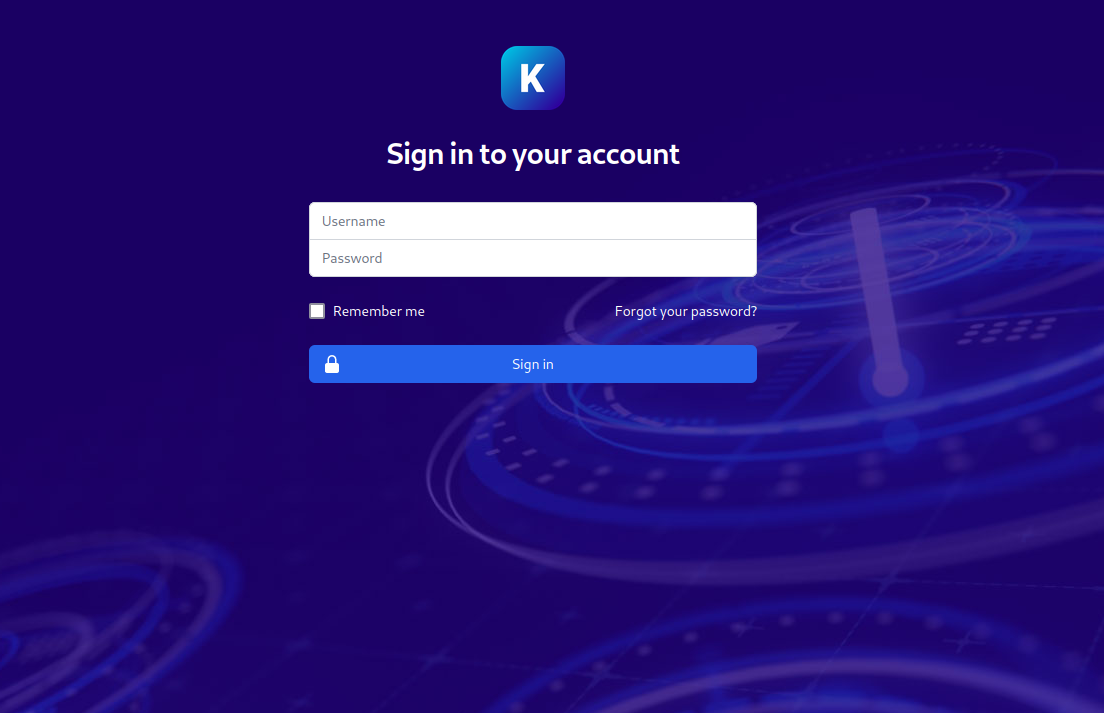 K
Sign in to your account
Username
Password
Remember me
Forgot your password?
Sign in